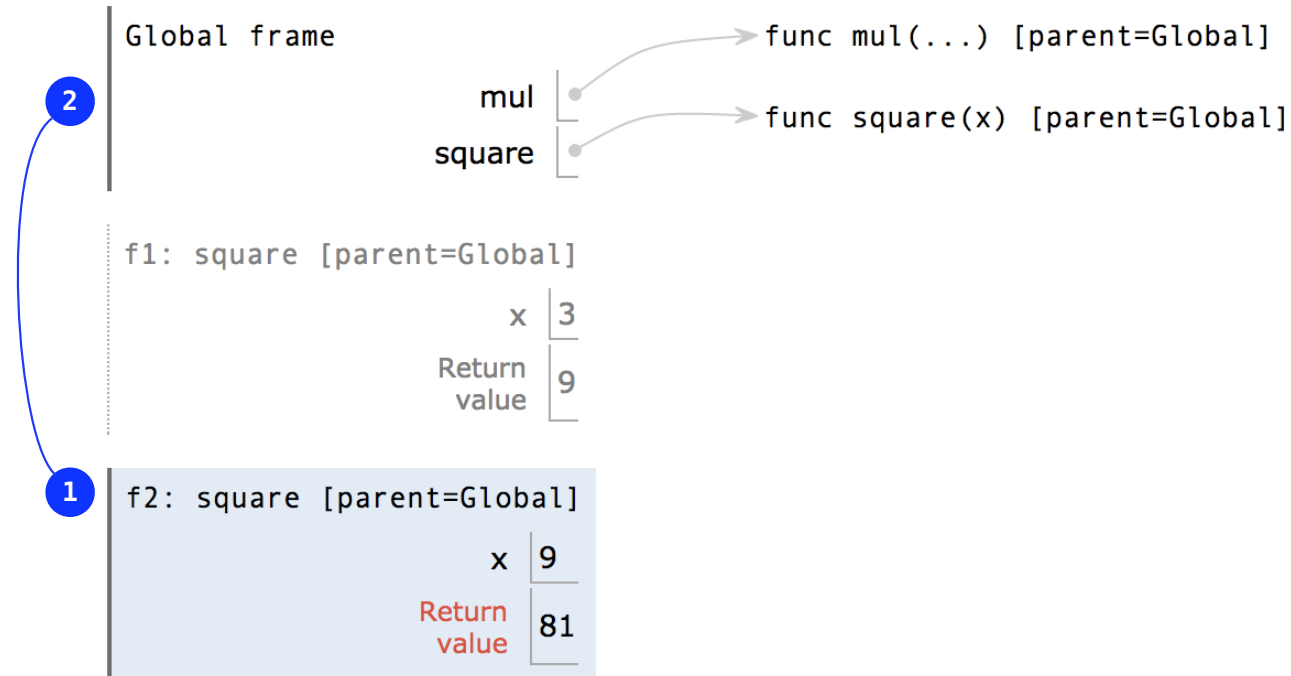 Global frame
func mul(...) [parent=Global]
2
mul
func square(x) [parent=Global]
square
f1: square [parent=Global]
x 3
Return
value 9
1
f2: square [parent=Global]
x 9
Return
value 81